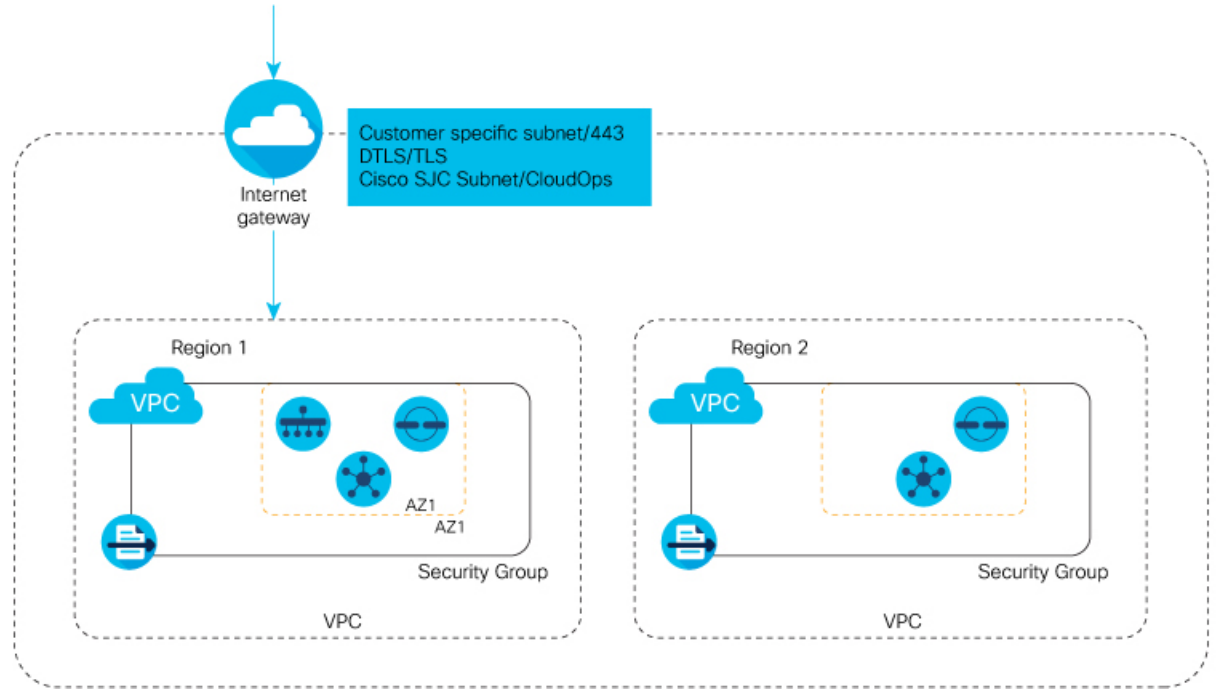 Customer specific subnet/443
DTLS/TLS
Cisco SJC Subnet/CloudOps
Internet
gateway
Region 1
VPC
AZ1
AZ1
Security Group
VPC
Region 2
VPC
Security Group
VPC